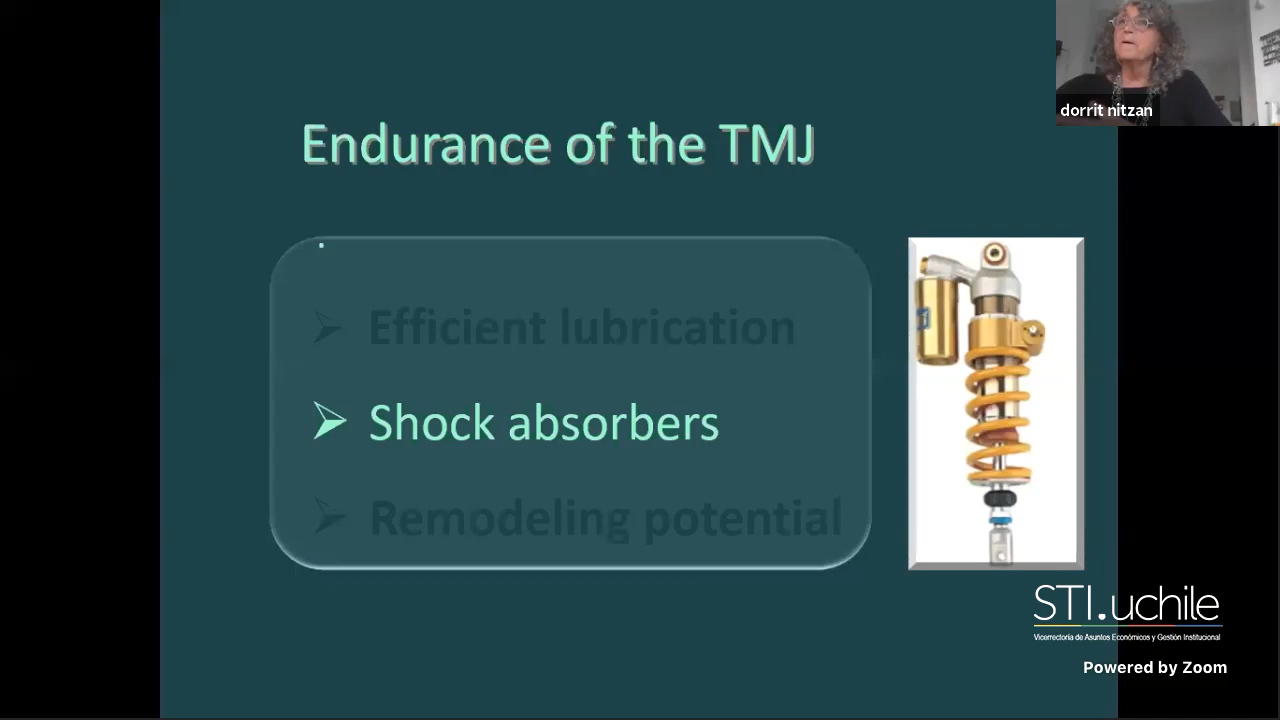 dorrit nitzan
Endurance of the TMJ
Efficient lubrication
Shock absorbers
Remodeling potential
STI.uchile
Vicerrectoría de Asuntos Económicos y Gestión Institucional
Powered by Zoom